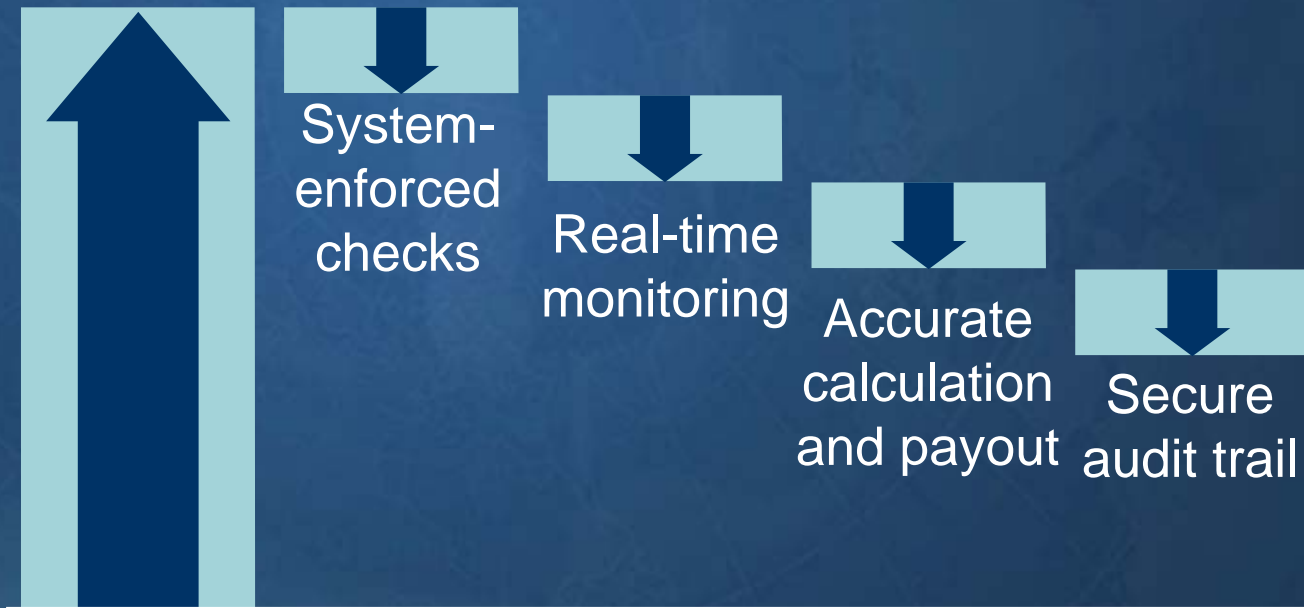 System-
enforced
checks
Real-time
monitoring
Accurate
calculation
and payout
Secure
audit trail